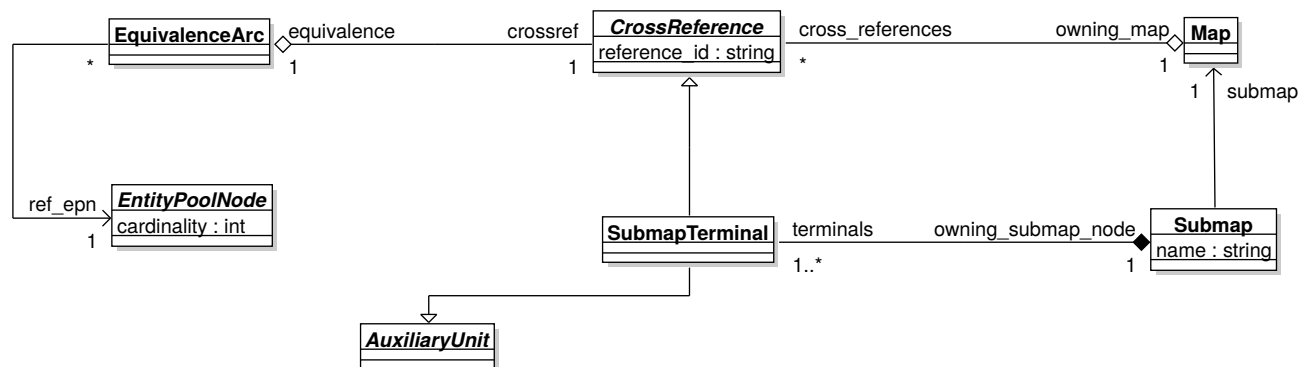 EquivalenceArc
equivalence
crossref
CrossReference
reference_id : string
cross_references
owning_map
Map
*
1
1
*
1
1
submap
ref_epn
1
EntityPoolNode
cardinality : int
SubmapTerminal
terminals
owning_submap_node
1..*
1
Submap
name : string
AuxiliaryUnit